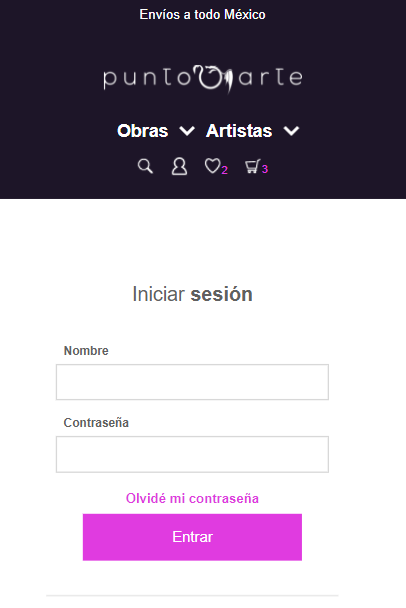 Envíos a todo México
punto arte
Obras Artistas
2 3
Iniciar sesión
Nombre
Contraseña
Olvidé mi contraseña
Entrar